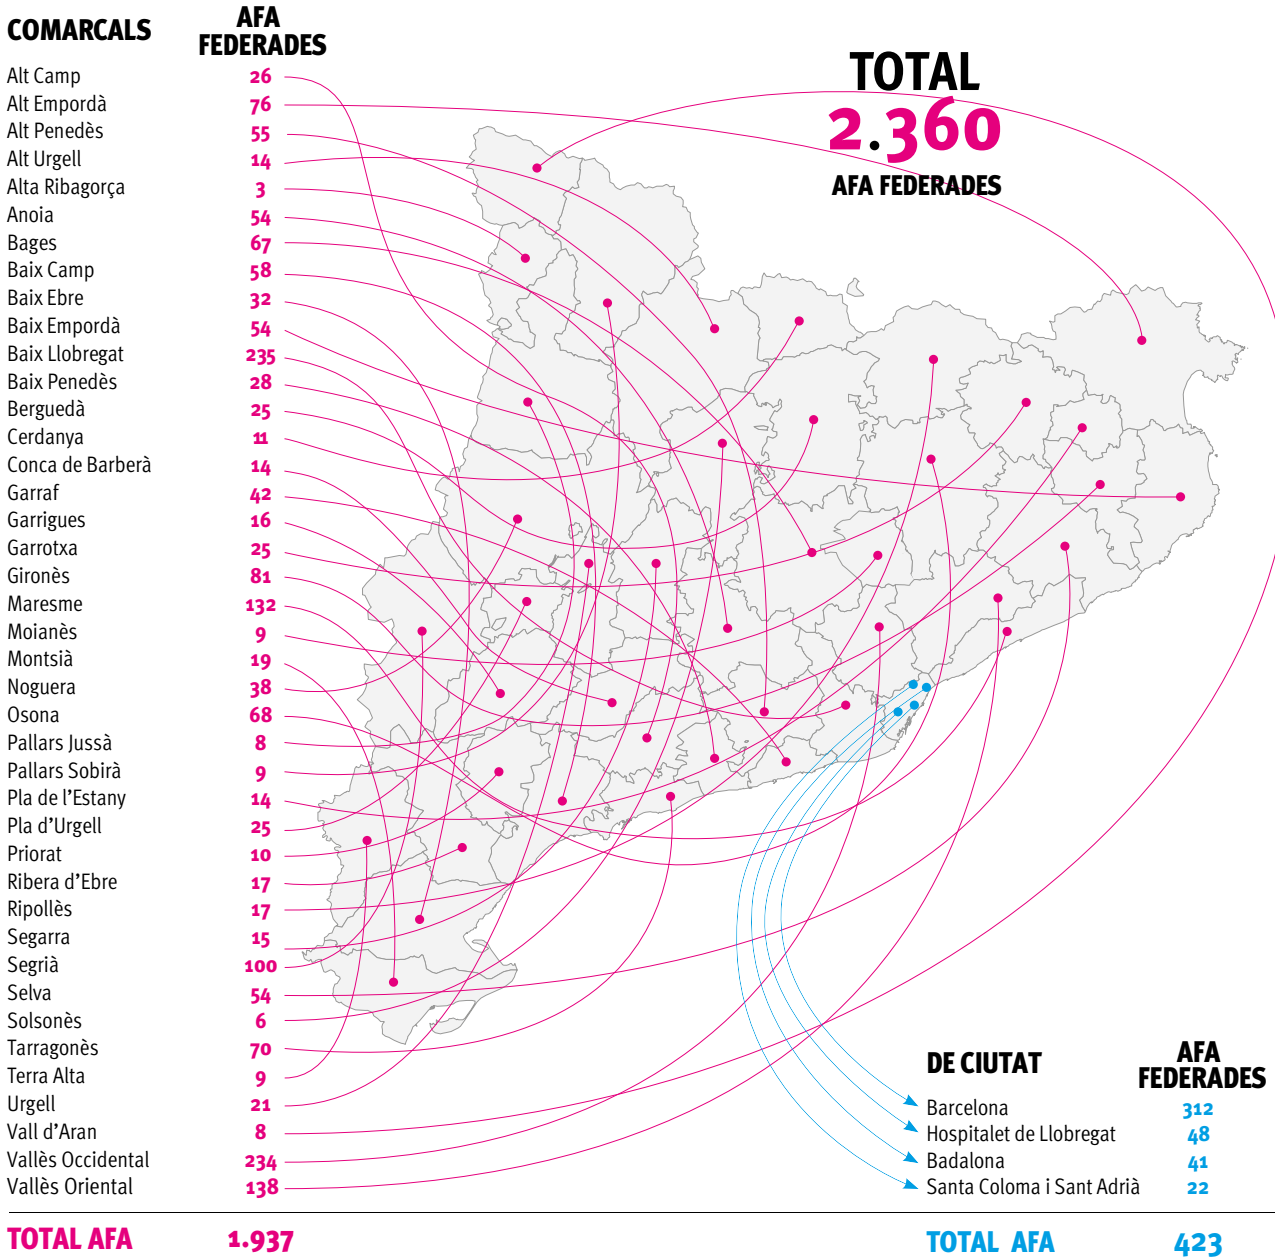 COMARCALS AFA FEDERADES
Alt Camp 26
Alt Empordà 76
Alt Penedès 55
Alt Urgell 14
Alta Ribagorça 3
Anoia 54
Bages 67
Baix Camp 58
Baix Ebre 32
Baix Empordà 54
Baix Llobregat 235
Baix Penedès 28
Berguedà 25
Cerdanya 11
Conca de Barberà 14
Garraf 42
Garrigues 16
Garrotxa 25
Gironès 81
Maresme 132
Moianès 9
Montsià 19
Noguera 38
Osona 68
Pallars Jussà 8
Pallars Sobirà 9
Pla de l'Estany 14
Pla d'Urgell 25
Priorat 10
Ribera d'Ebre 17
Ripollès 17
Segarra 15
Segrià 100
Selva 54
Solsonès 6
Tarragonès 70
Terra Alta 9
Urgell 21
Vall d'Aran 8
Vallès Occidental 234
Vallès Oriental 138
TOTAL AFA 1.937
TOTAL
2.360
AFA FEDERADES
DE CIUTAT AFA FEDERADES
Barcelona 312
Hospitalet de Llobregat 48
Badalona 41
Santa Coloma i Sant Adrià 22
TOTAL AFA 423